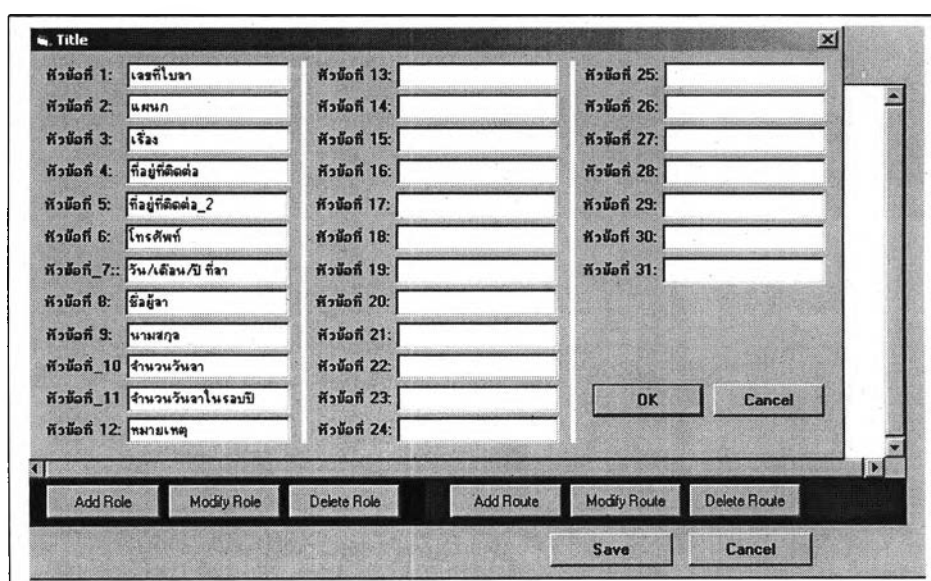 Title
หัวข้อที่ 1: เลขที่ใบลา
หัวข้อที่ 2: แผนก
หัวข้อที่ 3: เรื่อง
หัวข้อที่ 4: ที่อยู่ที่ติดต่อ
หัวข้อที่ 5: ที่อยู่ที่ติดต่อ_2
หัวข้อที่ 6: โทรศัพท์
หัวข้อที่_7:: วัน/เดือน/ปี ที่ลา
หัวข้อที่ 8: ชื่อผู้ลา
หัวข้อที่ 9: นามสกุล
หัวข้อที่_10 จำนวนวันลา
หัวข้อที่_11 จำนวนวันลาในรอบปี
หัวข้อที่ 12: หมายเหตุ
หัวข้อที่ 13:
หัวข้อที่ 14:
หัวข้อที่ 15:
หัวข้อที่ 16:
หัวข้อที่ 17:
หัวข้อที่ 18:
หัวข้อที่ 19:
หัวข้อที่ 20:
หัวข้อที่ 21:
หัวข้อที่ 22:
หัวข้อที่ 23:
หัวข้อที่ 24:
หัวข้อที่ 25:
หัวข้อที่ 26:
หัวข้อที่ 27:
หัวข้อที่ 28:
หัวข้อที่ 29:
หัวข้อที่ 30:
หัวข้อที่ 31:
OK Cancel
Add Role Modify Role Delete Role Add Route Modify Route Delete Route
Save Cancel